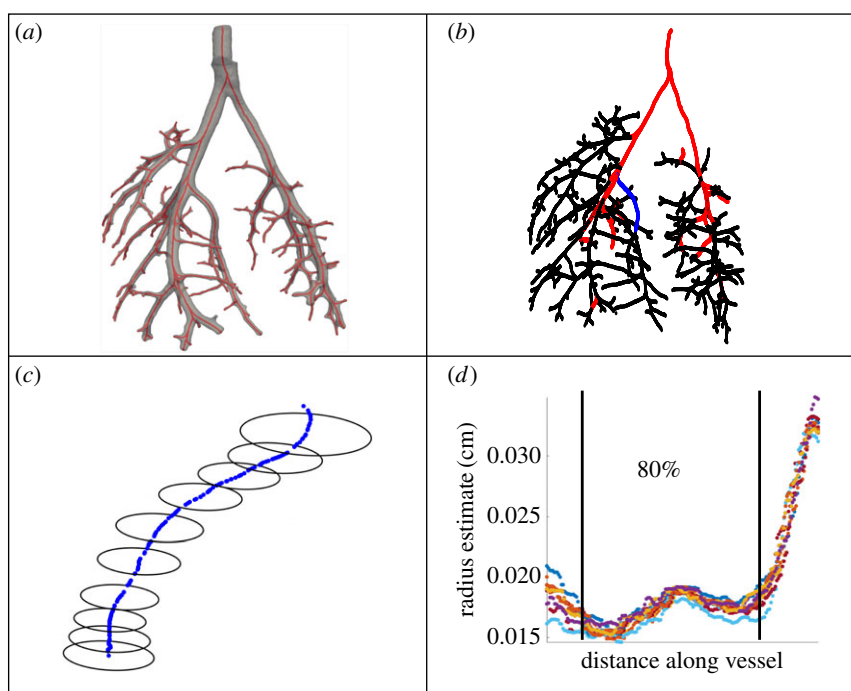 (a)
(b)
(c)
(d)
80%
radius estimate (cm)
0.030
0.025
0.020
0.015
distance along vessel